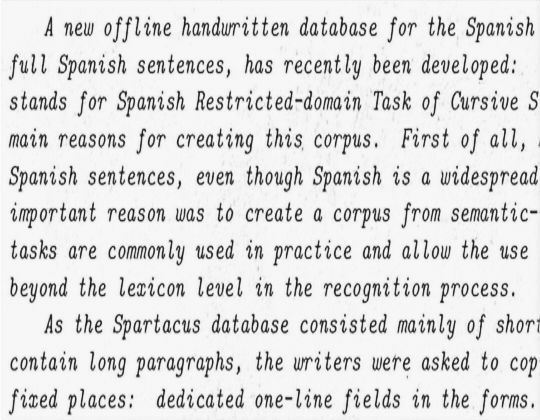 A new offline handwritten database for the Spanish
full Spanish sentences, has recently been developed:
stands for Spanish Restricted-domain Task of Cursive S
main reasons for creating this corpus. First of all,
Spanish sentences, even though Spanish is a widespread
important reason was to create a corpus from semantic-
tasks are commonly used in practice and allow the use
beyond the lexicon level in the recognition process.
As the Spartacus database consisted mainly of short
contain long paragraphs, the writers were asked to cop
fixed places: dedicated one-line fields in the forms.